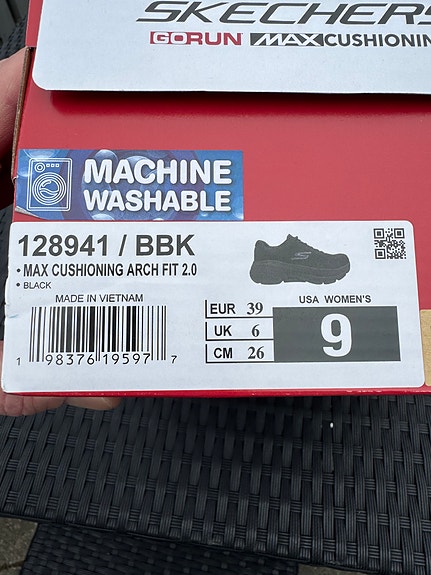 SKECHERS
GORUN MAXCUSHIONIN
MACHINE
WASHABLE
128941 / BBK
• MAX CUSHIONING ARCH FIT 2.0
• BLACK
MADE IN VIETNAM
1 98376 19597 7
EUR 39
UK 6
CM 26
USA WOMEN'S
9